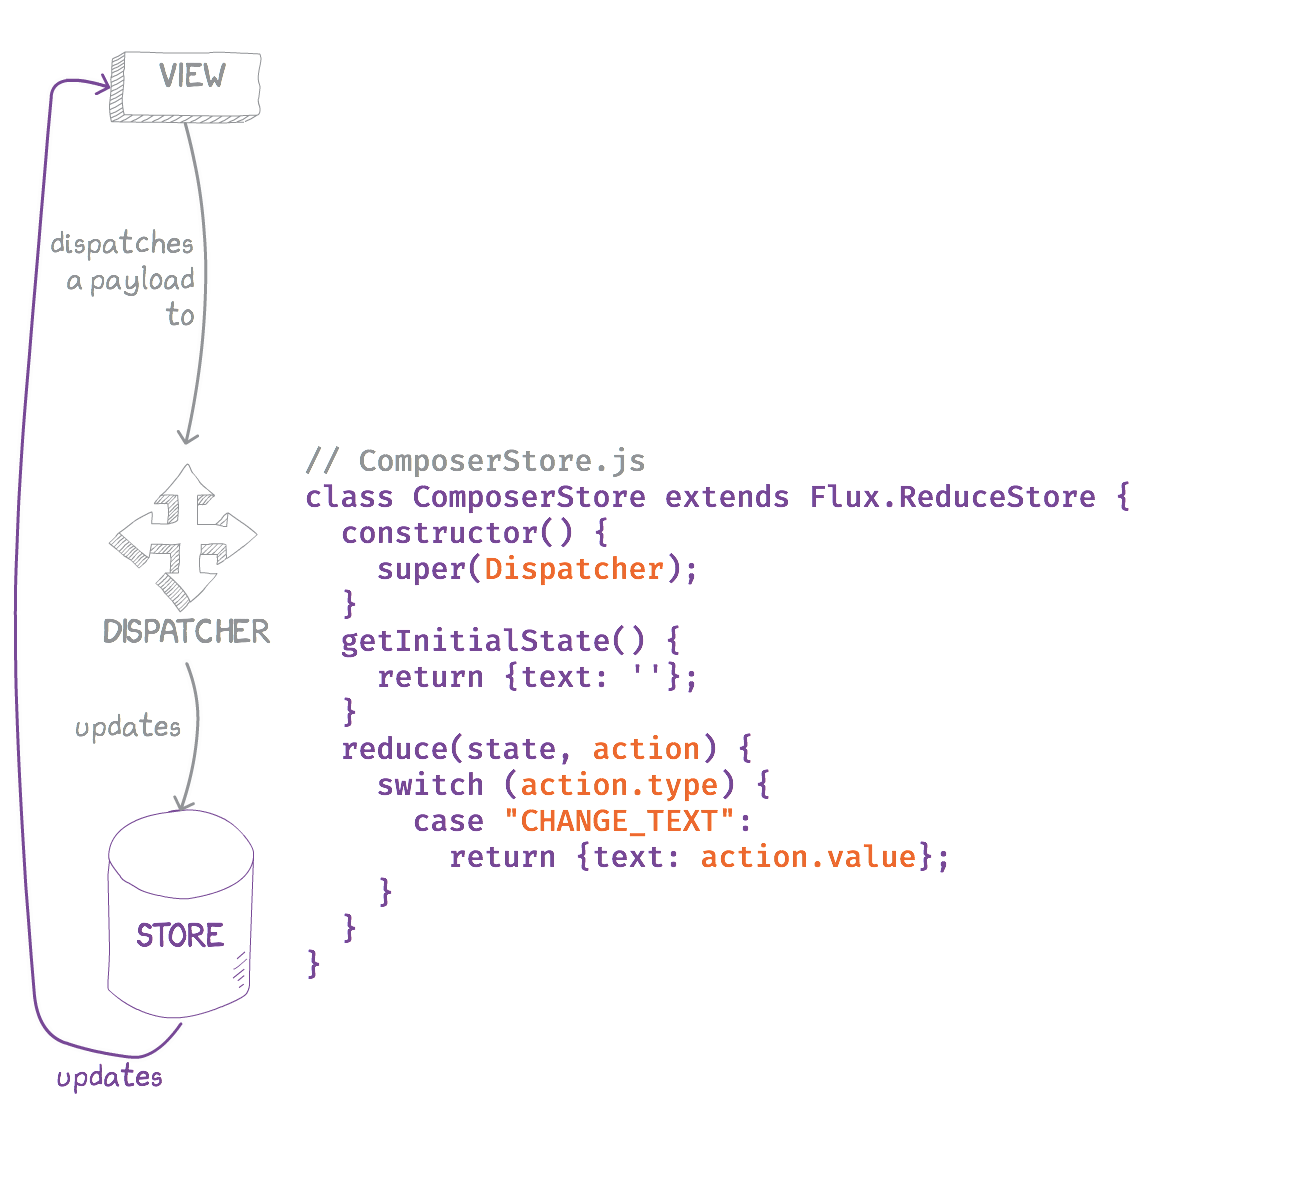 VIEW
dispatches
a payload
to
DISPATCHER
updates
STORE
updates
// ComposerStore.js
class ComposerStore extends Flux.ReduceStore {
  constructor() {
    super(Dispatcher);
  }
  getInitialState() {
    return {text: ''};
  }
  reduce(state, action) {
    switch (action.type) {
      case "CHANGE_TEXT":
        return {text: action.value};
    }
  }
}